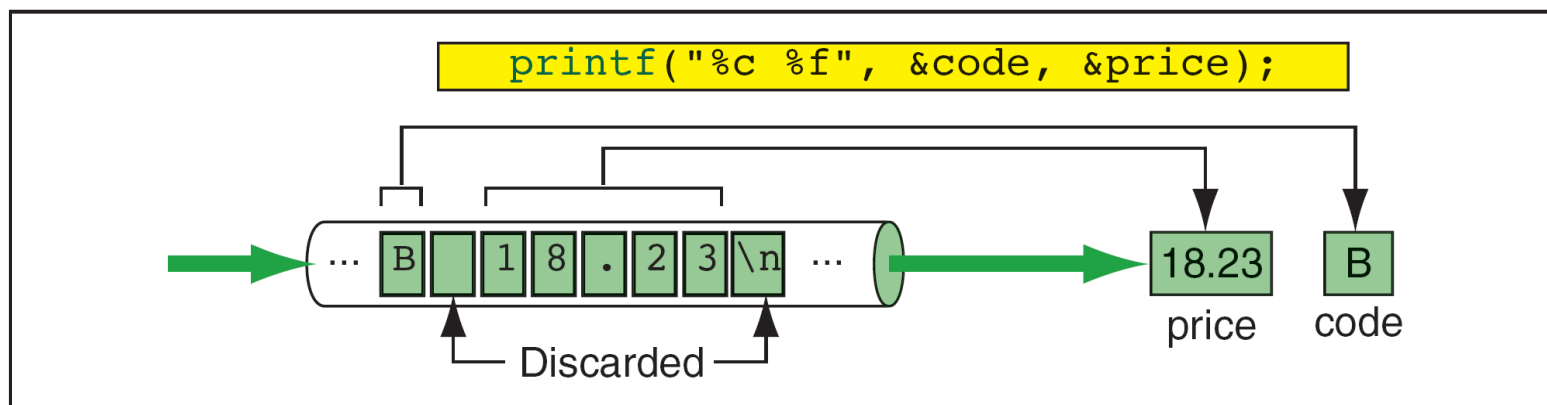 printf("%c %f", &code, &price);
... B 1 8 . 2 3 \n ... 18.23 B
price code
Discarded